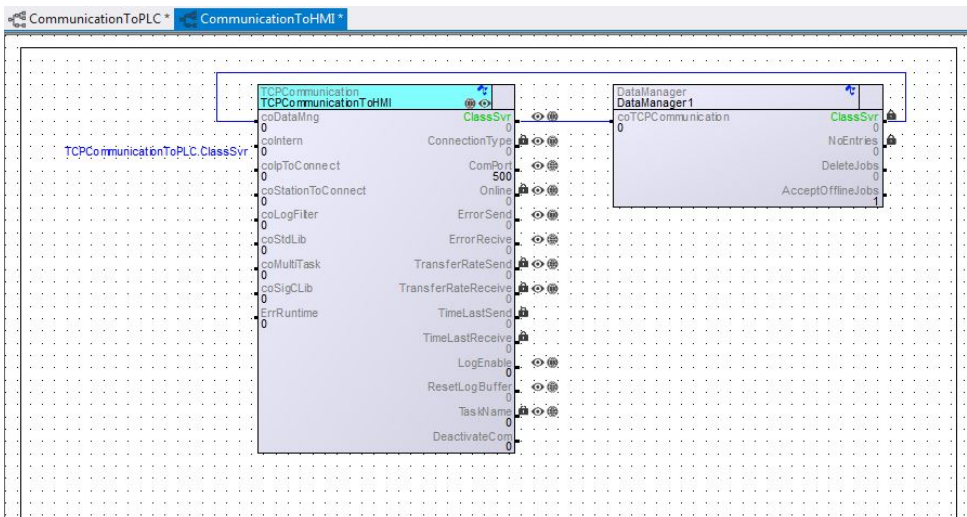 CommunicationToPLC * CommunicationToHMI *
TCPCommunication
TCPCommunicationToHMI
coDataMng ClassSvr
0 0
coIntern ConnectionType
0 0
coIpToConnect ComPort
0 500
coStationToConnect Online
0 0
coLogFilter ErrorSend
0 0
coStdLib ErrorRecive
0 0
coMultiTask TransferRateSend
0 0
coSigCLib TransferRateReceive
0 0
ErrRuntime TimeLastSend
0 0
TimeLastReceive
0
LogEnable
0
ResetLogBuffer
0
TaskName
0
DeactivateCom
0
TCPCommunicationToPLC.ClassSvr
DataManager
DataManager1
coTCPCommunication ClassSvr
0 0
NoEntries
0
DeleteJobs
0
AcceptOfflineJobs
1